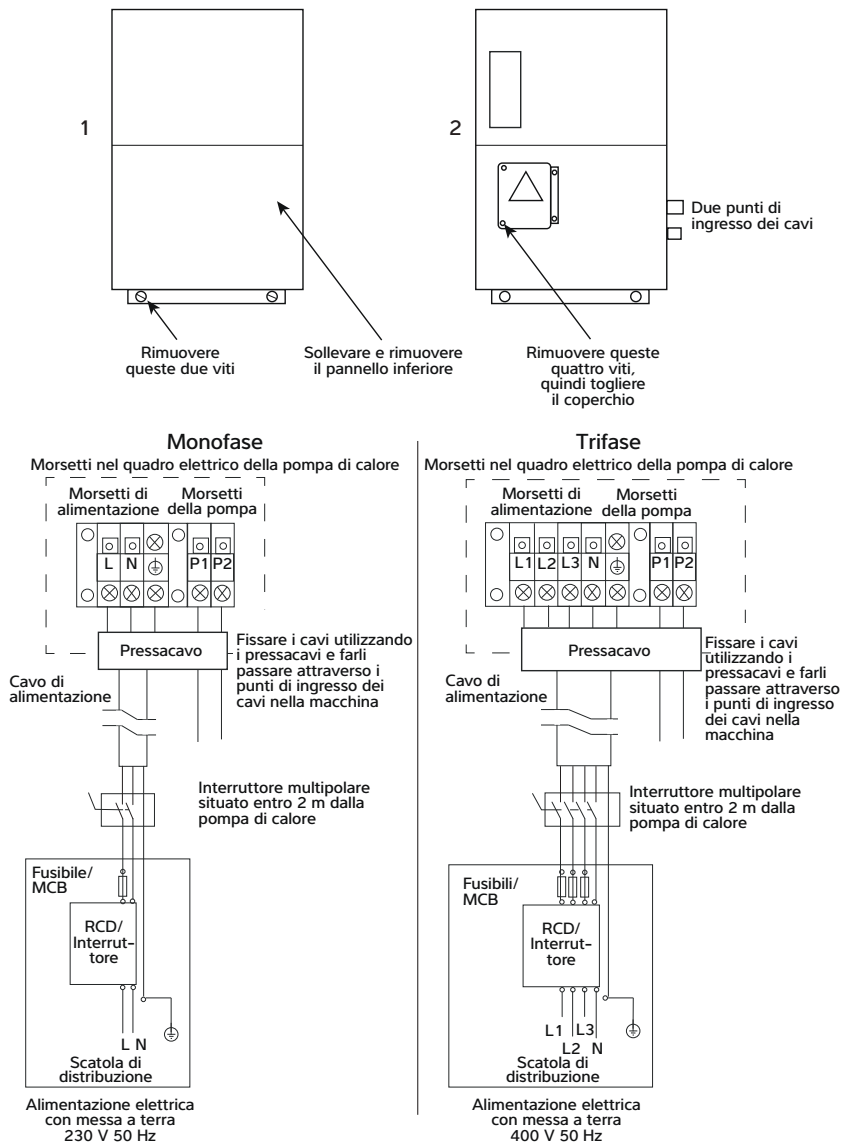 1
2
Due punti di
ingresso dei cavi
Rimuovere
queste due viti
Sollevare e rimuovere
il pannello inferiore
Rimuovere queste
quattro viti,
quindi togliere
il coperchio
Monofase
Morsetti nel quadro elettrico della pompa di calore
Morsetti di
alimentazione
Morsetti
della pompa
L N P1 P2
Pressacavo
Fissare i cavi utilizzando
i pressacavi e farli
passare attraverso i
punti di ingresso dei
cavi nella macchina
Cavo di
alimentazione
Interruttore multipolare
situato entro 2 m dalla
pompa di calore
Fusibile/
MCB
RCD/
Interrut-
tore
L N
Scatola di
distribuzione
Alimentazione elettrica
con messa a terra
230 V 50 Hz
Trifase
Morsetti nel quadro elettrico della pompa di calore
Morsetti di
alimentazione
Morsetti
della pompa
L1 L2 L3 N P1 P2
Pressacavo
Fissare i cavi
utilizzando i
pressacavi e farli
passare attraverso
i punti di ingresso
dei cavi nella
macchina
Cavo di
alimentazione
Interruttore multipolare
situato entro 2 m dalla
pompa di calore
Fusibili/
MCB
RCD/
Interrut-
tore
L1 L3
L2 N
Scatola di
distribuzione
Alimentazione elettrica
con messa a terra
400 V 50 Hz